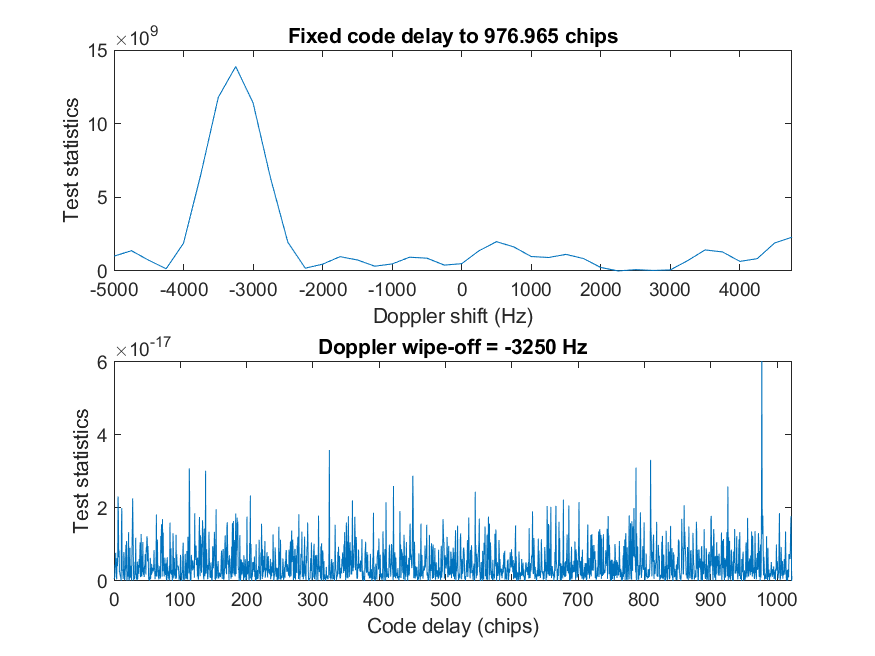 Fixed code delay to 976.965 chips
×10^9
15
10
5
0
Test statistics
-5000 -4000 -3000 -2000 -1000 0 1000 2000 3000 4000
Doppler shift (Hz)
Doppler wipe-off = -3250 Hz
×10^-17
6
4
2
0
Test statistics
0 100 200 300 400 500 600 700 800 900 1000
Code delay (chips)